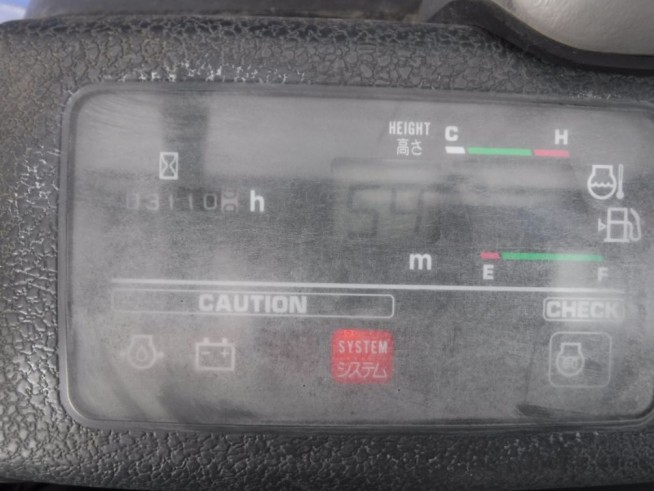 HEIGHT C H
高さ
03110 h
m
E F
CAUTION CHECK
SYSTEM
システム